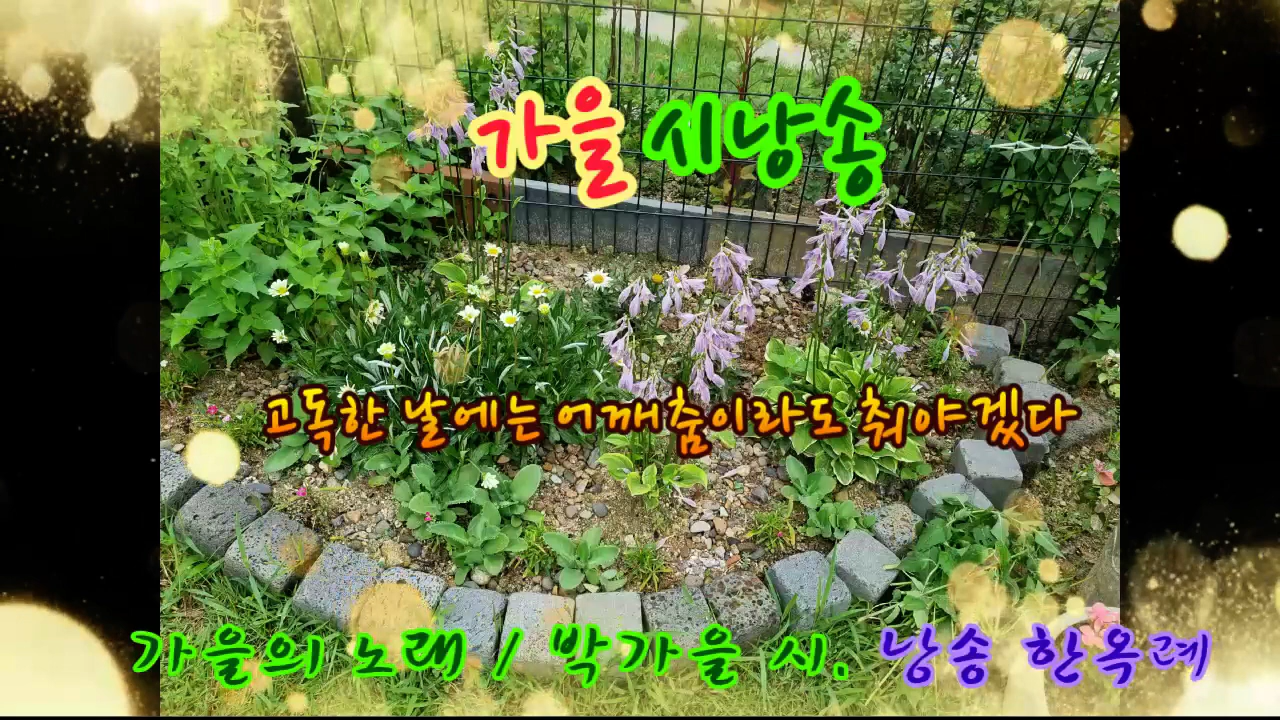 가을 시낭송
고독한 날에는 어깨춤이라도 춰야겠다
가을의 노래 / 박가을 시. 낭송 한옥례